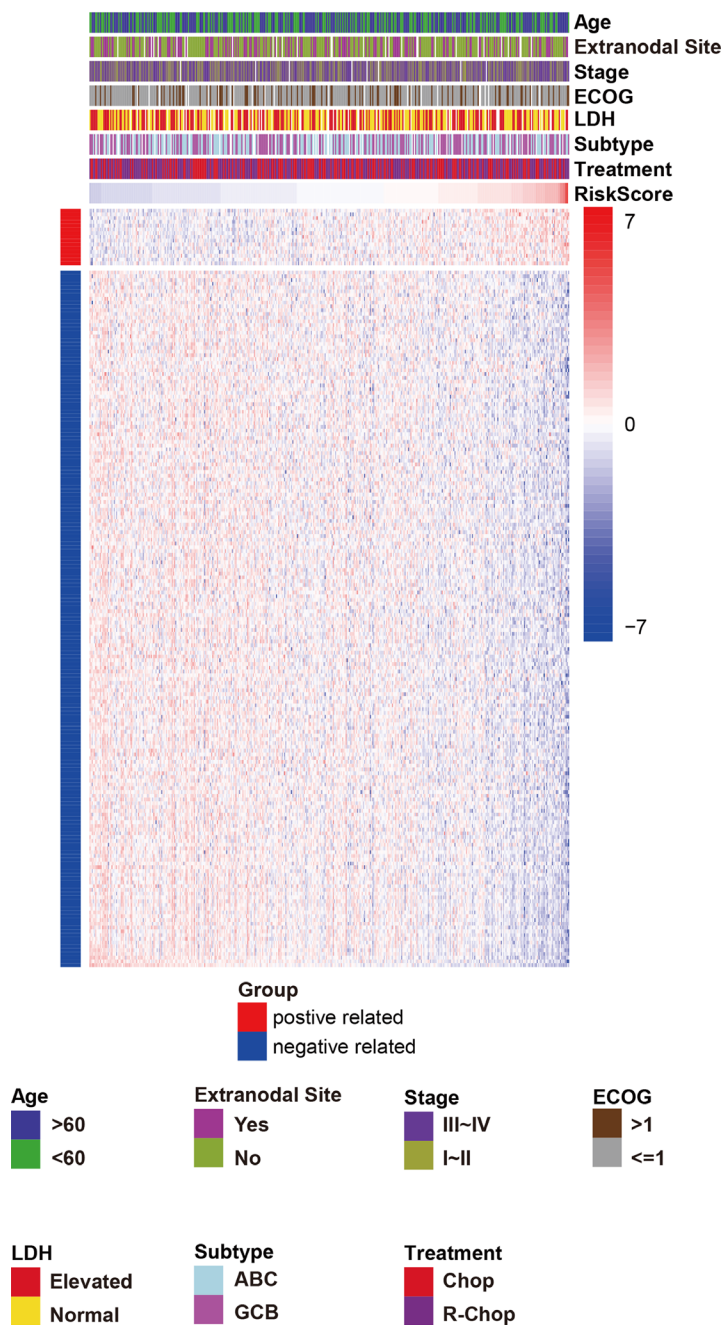 Age
Extranodal Site
Stage
ECOG
LDH
Subtype
Treatment
RiskScore
7
0
−7
Group
postive related
negative related
Age
>60
<60
Extranodal Site
Yes
No
Stage
III~IV
I~II
ECOG
>1
<=1
LDH
Elevated
Normal
Subtype
ABC
GCB
Treatment
Chop
R-Chop